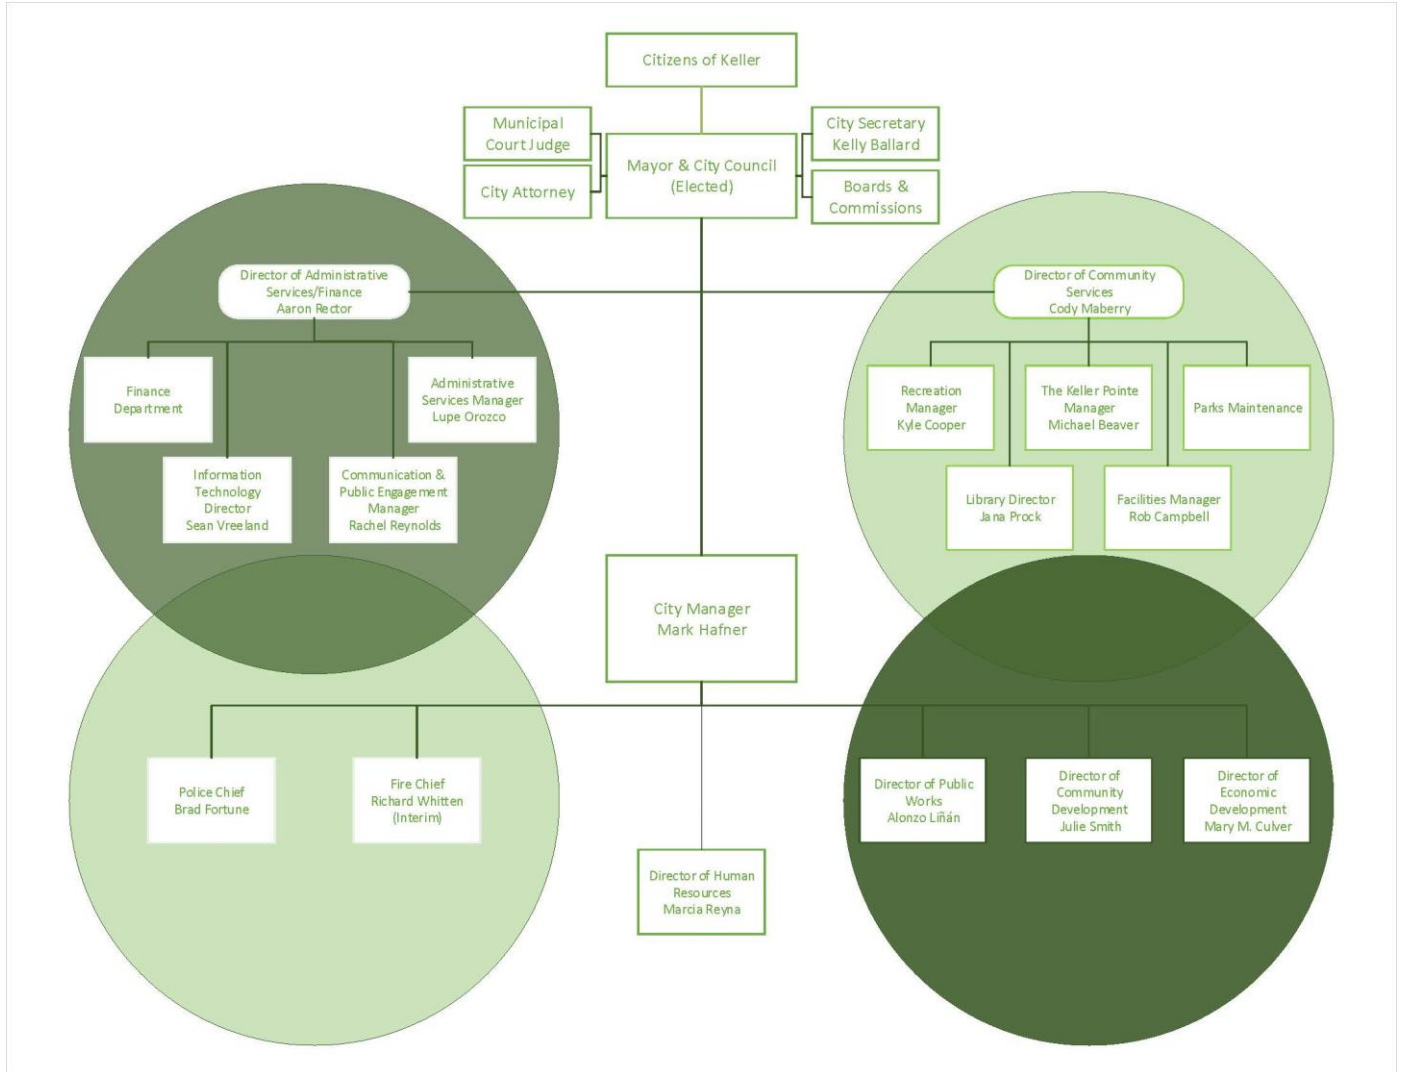 Citizens of Keller
Municipal
Court Judge
City Attorney
Mayor & City Council
(Elected)
City Secretary
Kelly Ballard
Boards &
Commissions
Director of Administrative
Services/Finance
Aaron Rector
Finance
Department
Information
Technology
Director
Sean Vreeland
Communication &
Public Engagement
Manager
Rachel Reynolds
Administrative
Services Manager
Lupe Orozco
Director of Community
Services
Cody Maberry
Recreation
Manager
Kyle Cooper
Library Director
Jana Prock
The Keller Pointe
Manager
Michael Beaver
Facilities Manager
Rob Campbell
Parks Maintenance
City Manager
Mark Hafner
Police Chief
Brad Fortune
Fire Chief
Richard Whitten
(Interim)
Director of Human
Resources
Marcia Reyna
Director of Public
Works
Alonzo Liñán
Director of
Community
Development
Julie Smith
Director of
Economic
Development
Mary M. Culver